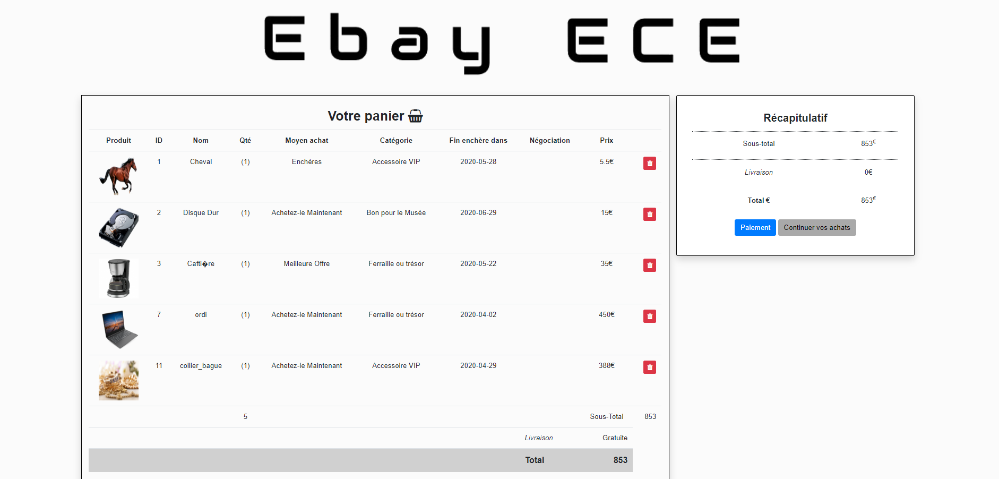 Ebay ECE
Votre panier
Produit ID Nom Qté Moyen achat Catégorie Fin enchère dans Négociation Prix
1 Cheval (1) Enchères Accessoire VIP 2020-05-28 5.5€
2 Disque Dur (1) Achetez-le Maintenant Bon pour le Musée 2020-06-29 15€
3 Cafti�re (1) Meilleure Offre Ferraille ou trésor 2020-05-22 35€
7 ordi (1) Achetez-le Maintenant Ferraille ou trésor 2020-04-02 450€
11 collier_bague (1) Achetez-le Maintenant Accessoire VIP 2020-04-29 388€
5 Sous-Total 853
Livraison Gratuite
Total 853
Récapitulatif
Sous-total 853€
Livraison 0€
Total € 853€
Paiement Continuer vos achats